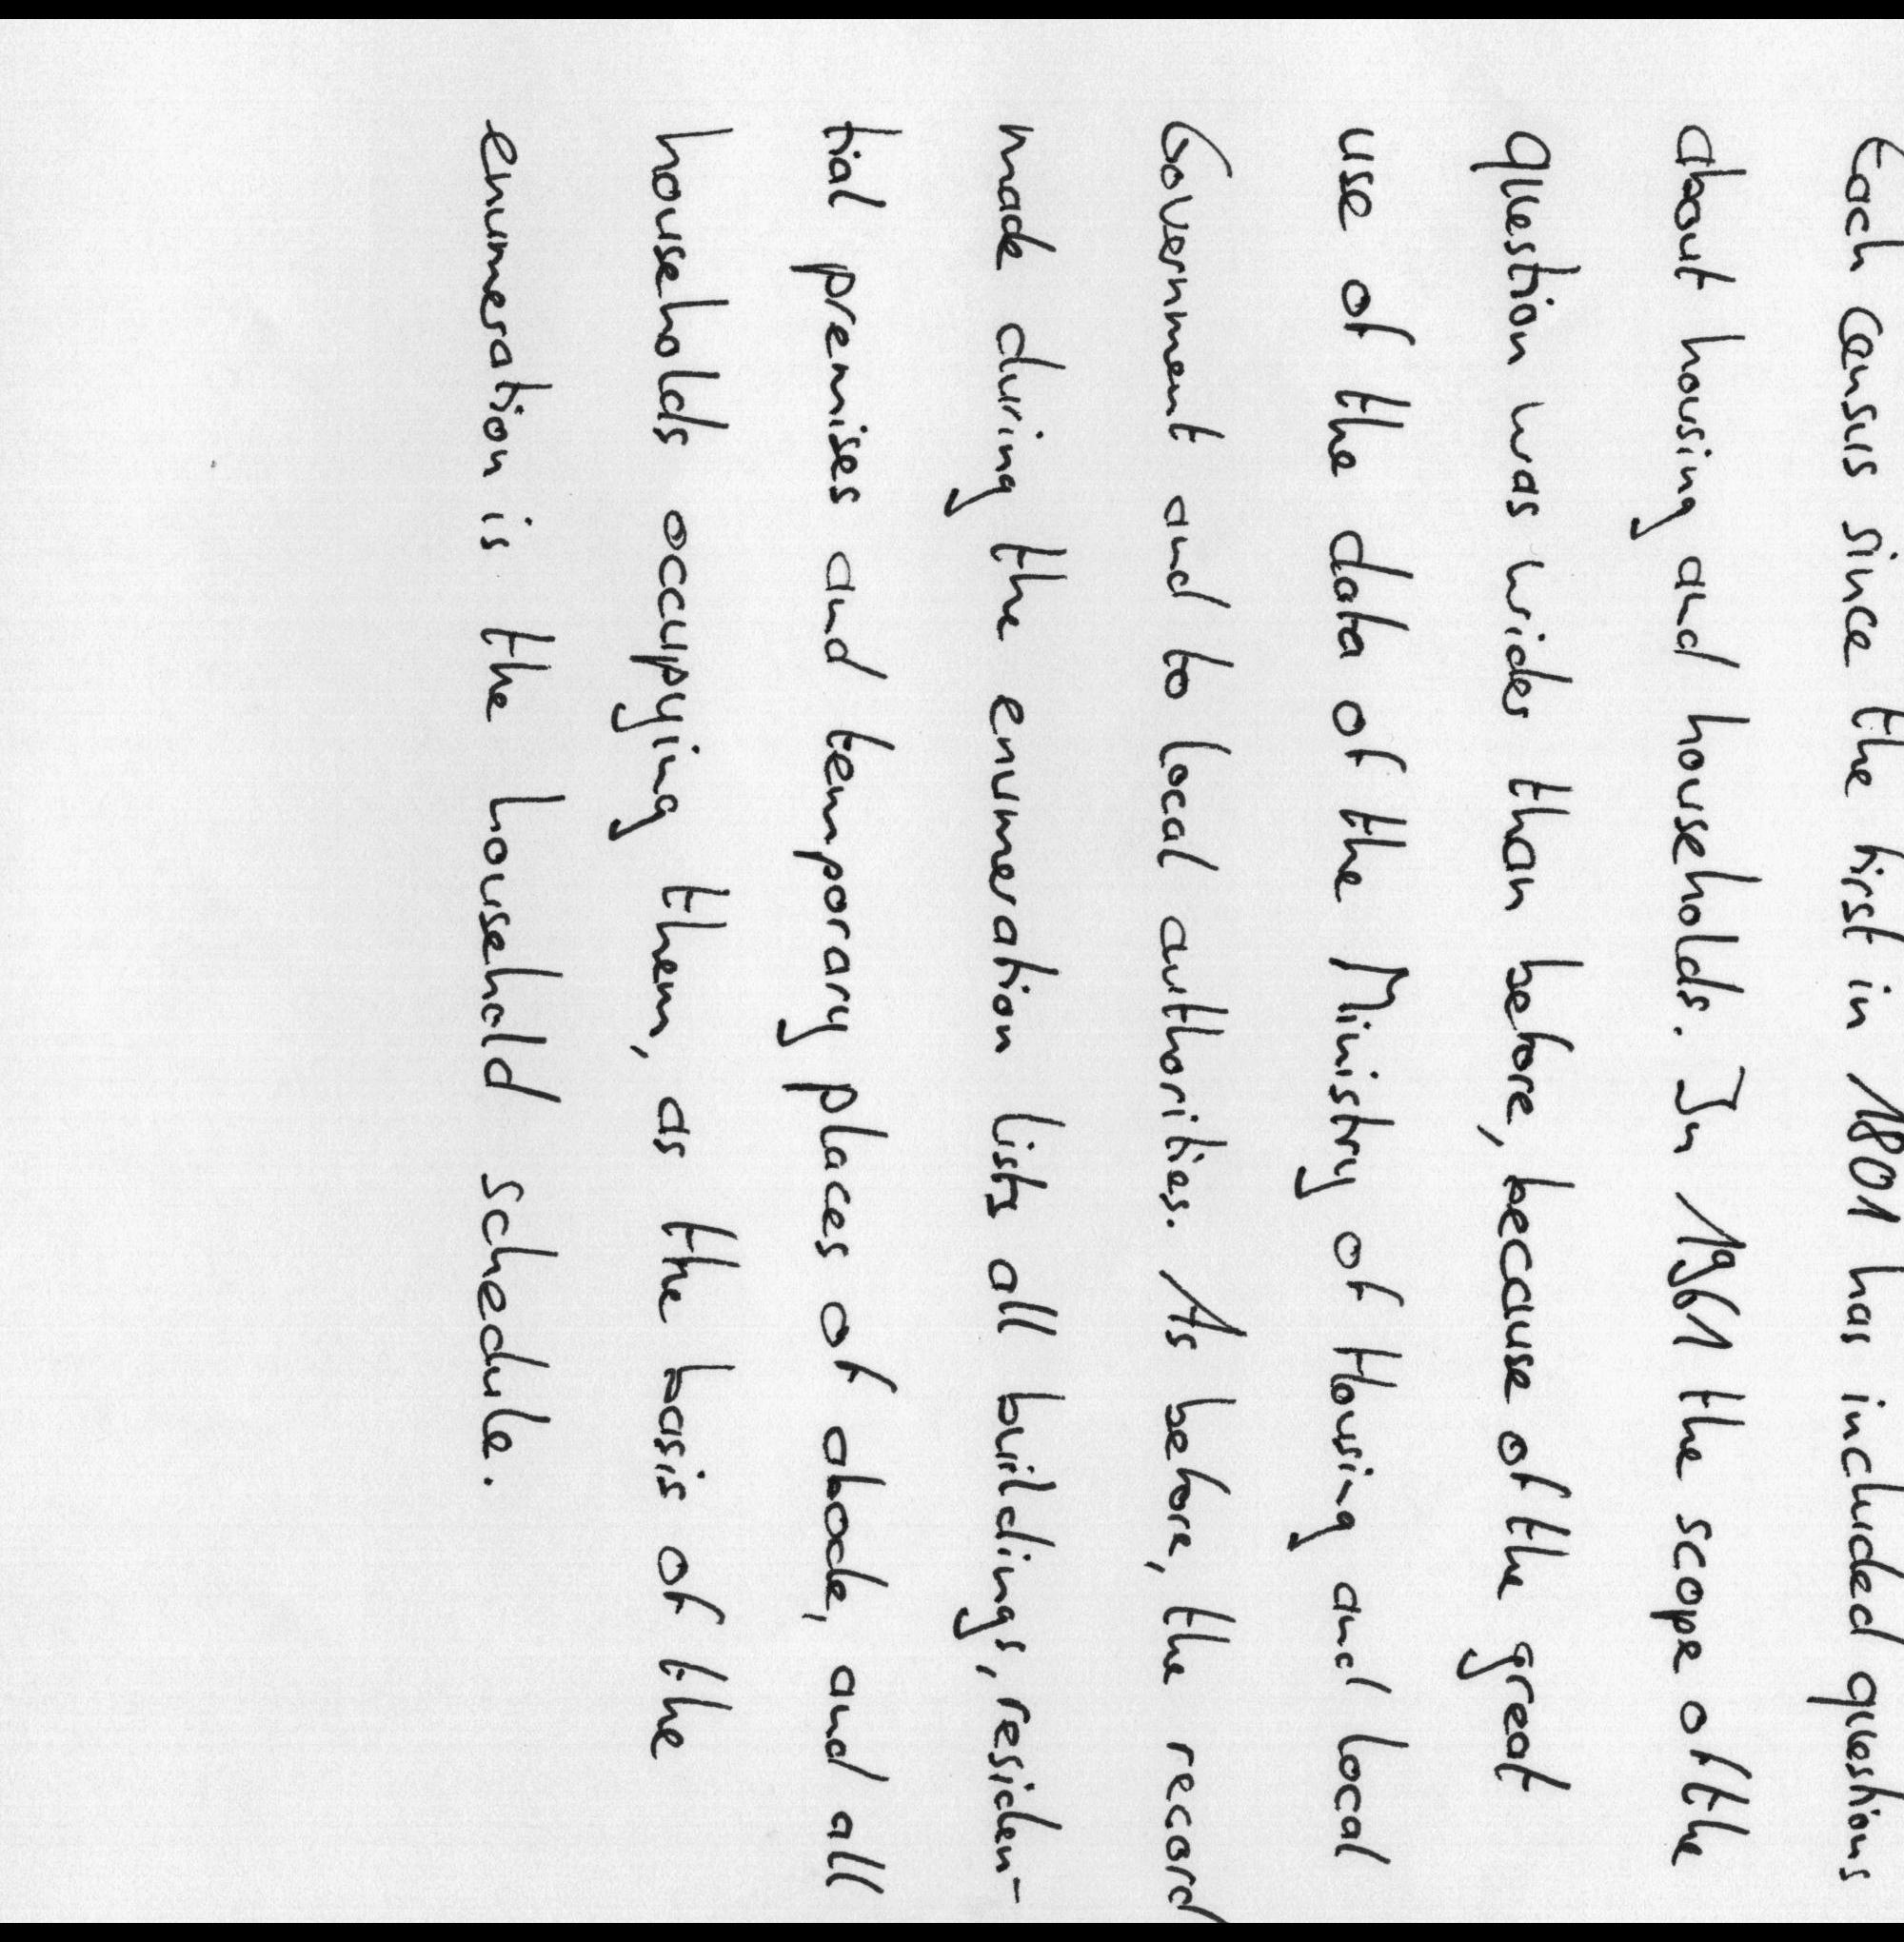 Each census since the first in 1801 has included questions
about housing and households. In 1961 the scope of the
question was wider than before, because of the great
use of the data of the Ministry of Housing and Local
Government and to local authorities. As before, the record
made during the enumeration lists all buildings, residen-
tial premises and temporary places of abode, and all
households occupying them, as the basis of the
enumeration is the household schedule.